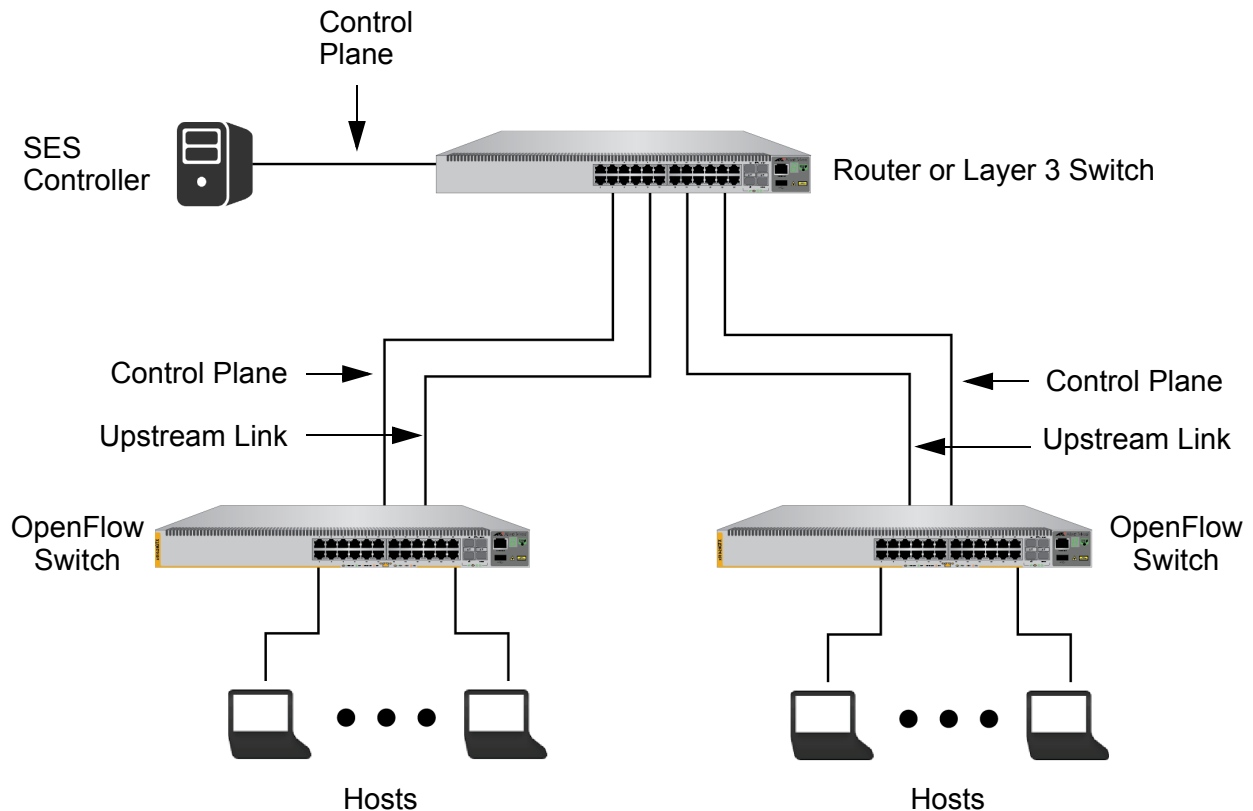 Control
Plane
SES
Controller
Router or Layer 3 Switch
Control Plane
Control Plane
Upstream Link
Upstream Link
OpenFlow
Switch
OpenFlow
Switch
Hosts
Hosts